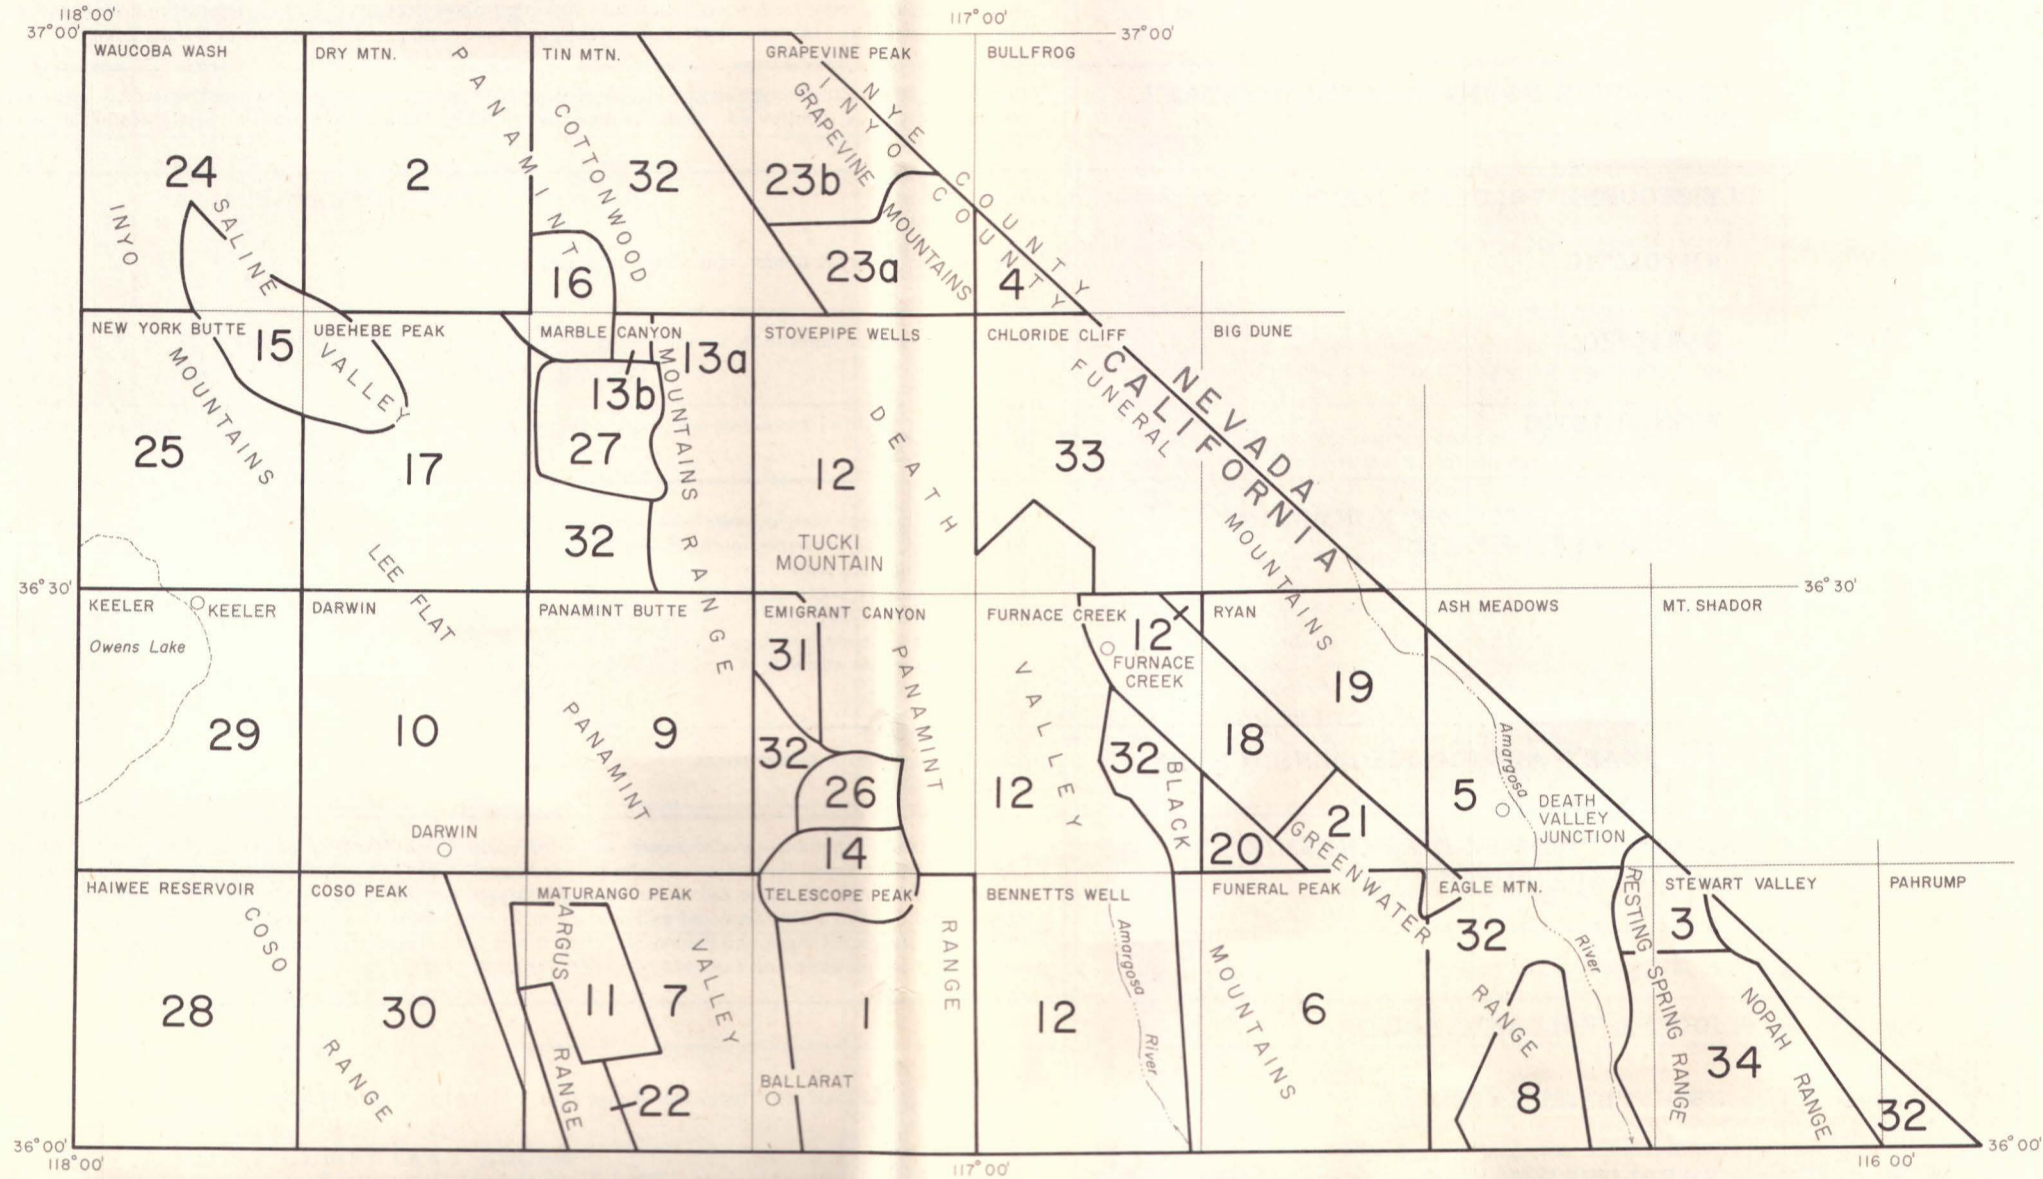 118°00'
117°00'
37°00'
37°00'
WAUCOBA WASH
DRY MTN.
TIN MTN.
GRAPEVINE PEAK
BULLFROG
PANAMINT
COTTONWOOD
GRAPEVINE
MOUNTAINS
NYE COUNTY
INYO COUNTY
24
2
32
23b
INYO
SALINE
16
23a
4
NEW YORK BUTTE
UBEHEBE PEAK
MARBLE CANYON
STOVEPIPE WELLS
CHLORIDE CLIFF
BIG DUNE
15
13a
MOUNTAINS
VALLEY
13b
MOUNTAINS
DEATH
FUNERAL
NEVADA
CALIFORNIA
25
17
27
12
33
32
RANGE
TUCKI
MOUNTAIN
MOUNTAINS
LEE FLAT
36°30'
36°30'
KEELER
KEELER
DARWIN
PANAMINT BUTTE
EMIGRANT CANYON
FURNACE CREEK
RYAN
ASH MEADOWS
MT. SHADOR
Owens Lake
31
12
FURNACE
CREEK
PANAMINT
VALLEY
19
29
10
PANAMINT
9
32
32
BLACK
18
Amargosa
26
12
5
DEATH
VALLEY
JUNCTION
21
GREENWATER
DARWIN
14
20
HAIWEE RESERVOIR
COSO PEAK
MATURANGO PEAK
TELESCOPE PEAK
BENNETTS WELL
FUNERAL PEAK
EAGLE MTN.
STEWART VALLEY
PAHRUMP
COSO
ARGUS
VALLEY
RANGE
Amargosa
MOUNTAINS
32
River
RESTING SPRING RANGE
3
28
30
11
7
1
12
6
RANGE
NOPAH
34
RANGE
RANGE
RANGE
22
BALLARAT
River
8
32
36°00'
36°00'
118°00'
117°00'
116 00'